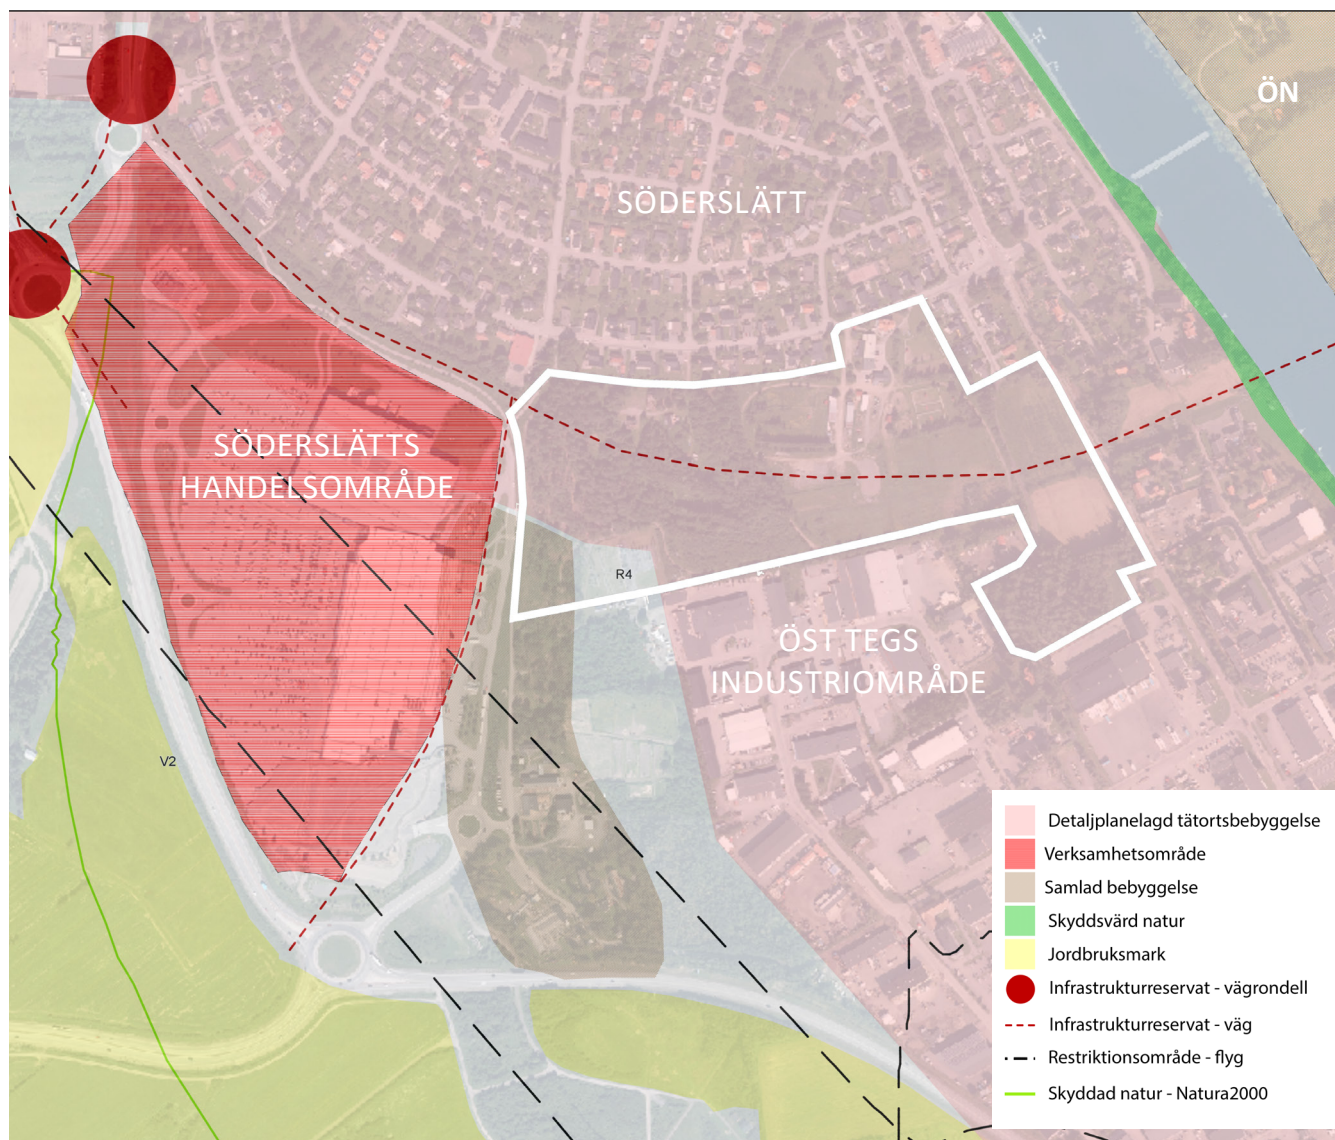 ÖN
SÖDERSLÄTT
SÖDERSLÄTTS
HANDELSOMRÅDE
R4
ÖST TEGS
INDUSTRIOMRÅDE
V2
Detaljplanelagd tätortsbebyggelse
Verksamhetsområde
Samlad bebyggelse
Skyddsvärd natur
Jordbruksmark
Infrastrukturreservat - vägrondell
Infrastrukturreservat - väg
Restriktionsområde - flyg
Skyddad natur - Natura2000